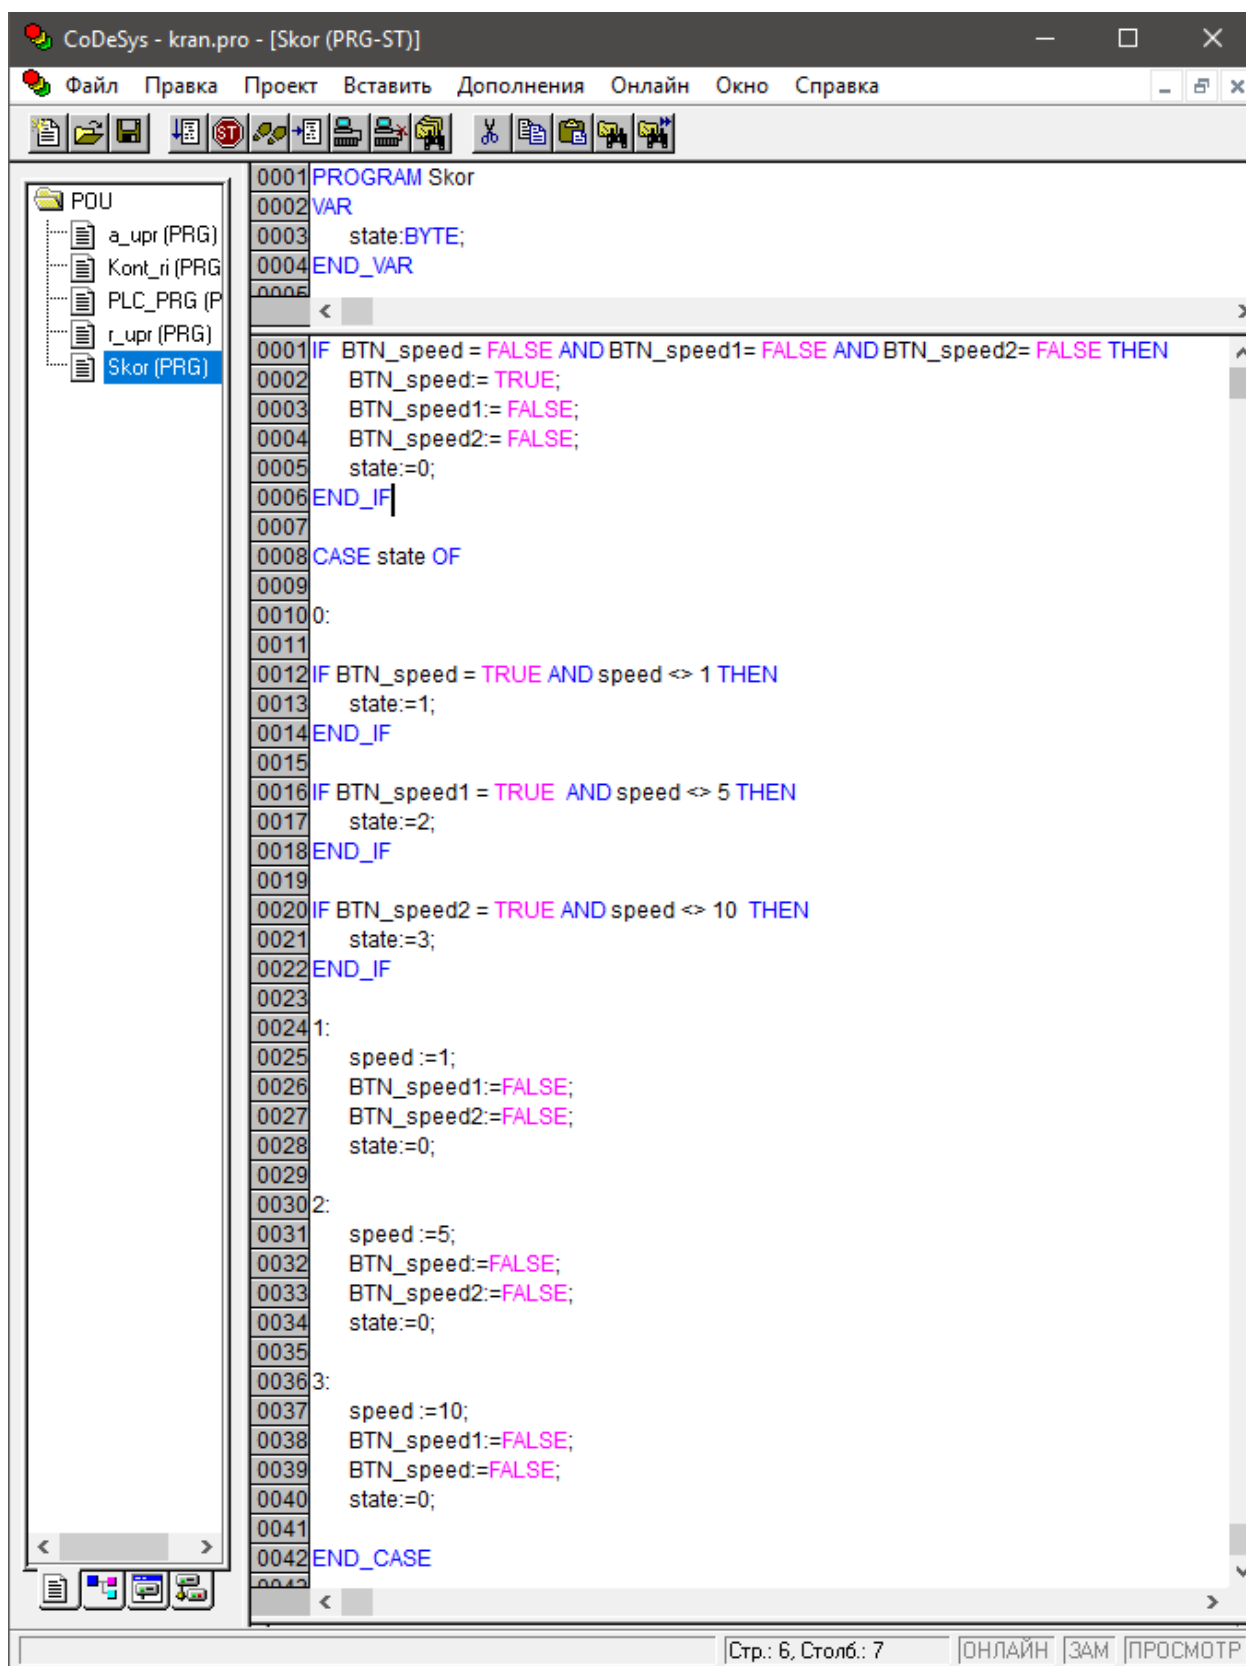 CoDeSys - kran.pro - [Skor (PRG-ST)]
Файл Правка Проект Вставить Дополнения Онлайн Окно Справка
POU
a_upr (PRG)
Kont_ri (PRG
PLC_PRG (P
r_upr (PRG)
Skor (PRG)
0001 PROGRAM Skor
0002 VAR
0003 state:BYTE;
0004 END_VAR
0005
0001 IF BTN_speed = FALSE AND BTN_speed1= FALSE AND BTN_speed2= FALSE THEN
0002 BTN_speed:= TRUE;
0003 BTN_speed1:= FALSE;
0004 BTN_speed2:= FALSE;
0005 state:=0;
0006 END_IF
0007
0008 CASE state OF
0009
0010 0:
0011
0012 IF BTN_speed = TRUE AND speed <> 1 THEN
0013 state:=1;
0014 END_IF
0015
0016 IF BTN_speed1 = TRUE AND speed <> 5 THEN
0017 state:=2;
0018 END_IF
0019
0020 IF BTN_speed2 = TRUE AND speed <> 10 THEN
0021 state:=3;
0022 END_IF
0023
0024 1:
0025 speed :=1;
0026 BTN_speed1:=FALSE;
0027 BTN_speed2:=FALSE;
0028 state:=0;
0029
0030 2:
0031 speed :=5;
0032 BTN_speed:=FALSE;
0033 BTN_speed2:=FALSE;
0034 state:=0;
0035
0036 3:
0037 speed :=10;
0038 BTN_speed1:=FALSE;
0039 BTN_speed:=FALSE;
0040 state:=0;
0041
0042 END_CASE
0043
Стр.: 6, Столб.: 7 ОНЛАЙН ЗАМ ПРОСМОТР